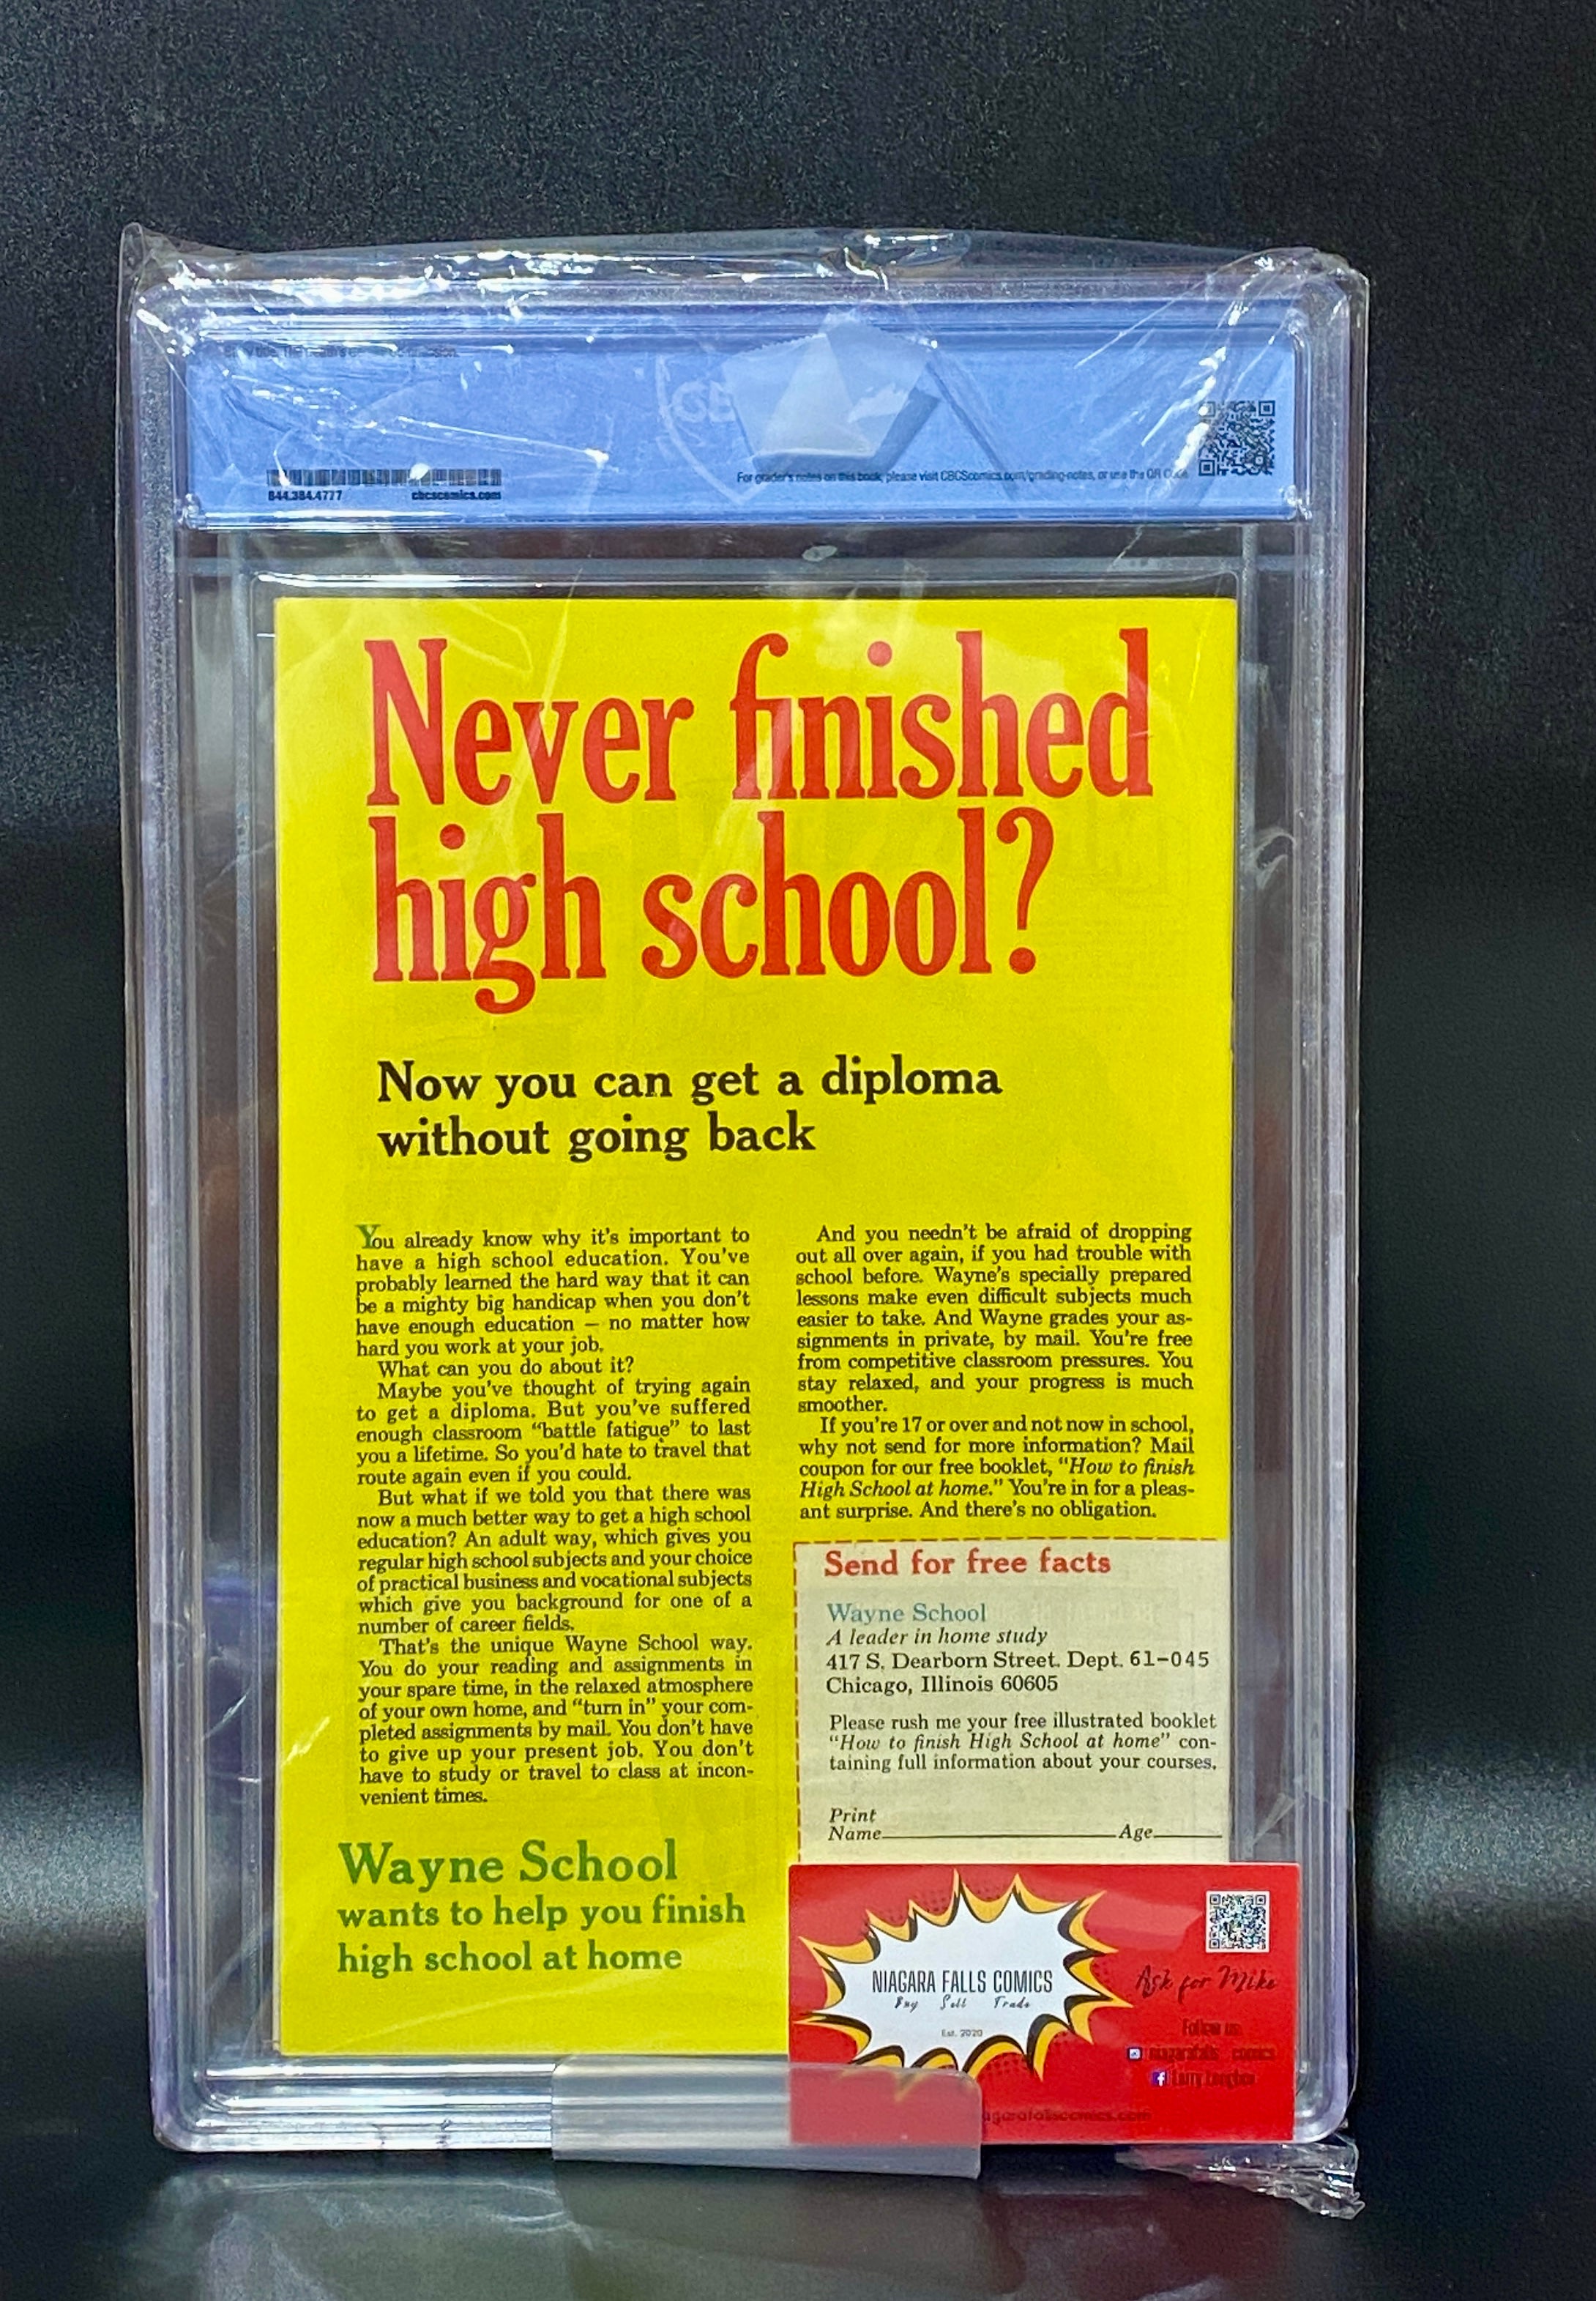 844.384.4777
cbcscomics.com
For grader's notes on this book, please visit CBCScomics.com/grading-notes, or use the QR
Never finished
high school?
Now you can get a diploma
without going back
You already know why it's important to
have a high school education. You've
probably learned the hard way that it can
be a mighty big handicap when you don't
have enough education — no matter how
hard you work at your job.
What can you do about it?
Maybe you've thought of trying again
to get a diploma. But you've suffered
enough classroom “battle fatigue” to last
you a lifetime. So you'd hate to travel that
route again even if you could.
But what if we told you that there was
now a much better way to get a high school
education? An adult way, which gives you
regular high school subjects and your choice
of practical business and vocational subjects
which give you background for one of a
number of career fields.
That's the unique Wayne School way.
You do your reading and assignments in
your spare time, in the relaxed atmosphere
of your own home, and “turn in” your com-
pleted assignments by mail. You don't have
to give up your present job. You don't
have to study or travel to class at incon-
venient times.
Wayne School
wants to help you finish
high school at home
And you needn't be afraid of dropping
out all over again, if you had trouble with
school before. Wayne's specially prepared
lessons make even difficult subjects much
easier to take. And Wayne grades your as-
signments in private, by mail. You're free
from competitive classroom pressures. You
stay relaxed, and your progress is much
smoother.
If you're 17 or over and not now in school,
why not send for more information? Mail
coupon for our free booklet, “How to finish
High School at home.” You're in for a pleas-
ant surprise. And there's no obligation.
Send for free facts
Wayne School
A leader in home study
417 S. Dearborn Street. Dept. 61-045
Chicago, Illinois 60605
Please rush me your free illustrated booklet
“How to finish High School at home” con-
taining full information about your courses.
Print
Name Age
NIAGARA FALLS COMICS
Buy Sell Trade
Est. 2020
Ask for Mike
Follow us:
niagarafalls comics